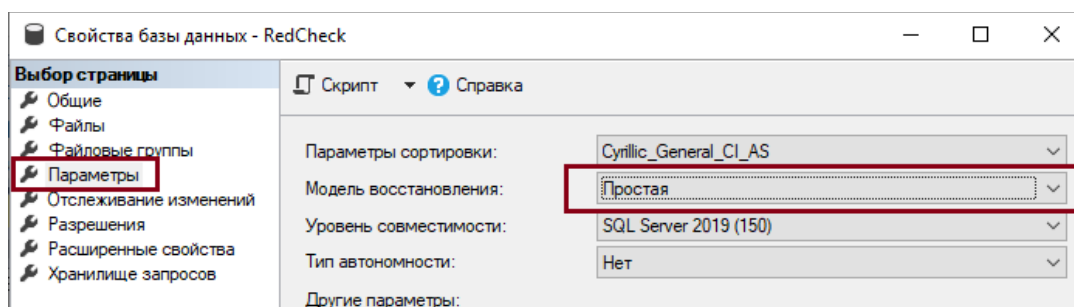 Свойства базы данных - RedCheck
Выбор страницы
Общие
Файлы
Файловые группы
Параметры
Отслеживание изменений
Разрешения
Расширенные свойства
Хранилище запросов
Скрипт ? Справка
Параметры сортировки: Cyrillic_General_CI_AS
Модель восстановления: Простая
Уровень совместимости: SQL Server 2019 (150)
Тип автономности: Нет
Другие параметры: